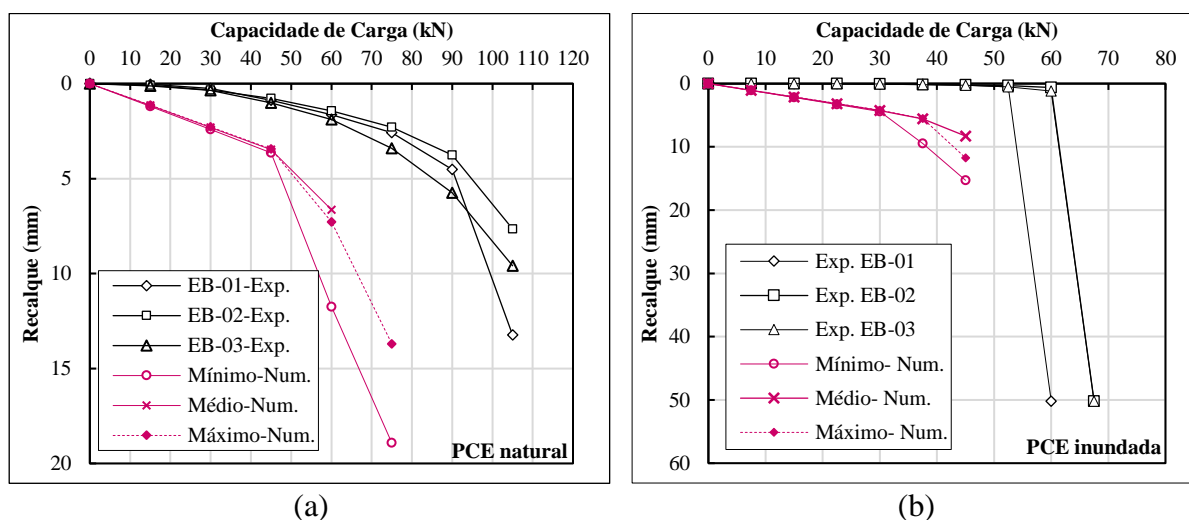 Capacidade de Carga (kN)
0 10 20 30 40 50 60 70 80 90 100 110 120
Recalque (mm)
0
5
10
15
20
EB-01-Exp.
EB-02-Exp.
EB-03-Exp.
Mínimo-Num.
Médio-Num.
Máximo-Num.
PCE natural
(a)
Capacidade de Carga (kN)
0 10 20 30 40 50 60 70 80
Recalque (mm)
0
10
20
30
40
50
60
Exp. EB-01
Exp. EB-02
Exp. EB-03
Mínimo- Num.
Médio- Num.
Máximo- Num.
PCE inundada
(b)